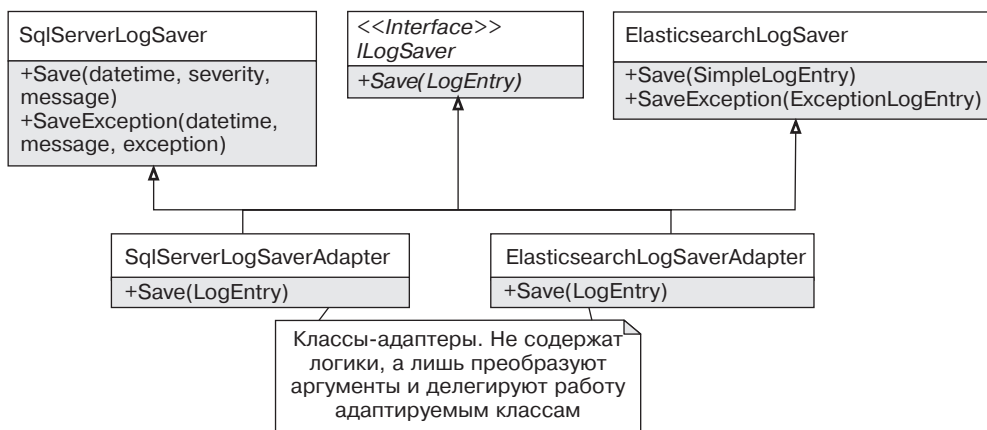 SqlServerLogSaver
+Save(datetime, severity,
message)
+SaveException(datetime,
message, exception)
<<Interface>>
ILogSaver
+Save(LogEntry)
ElasticsearchLogSaver
+Save(SimpleLogEntry)
+SaveException(ExceptionLogEntry)
SqlServerLogSaverAdapter
+Save(LogEntry)
ElasticsearchLogSaverAdapter
+Save(LogEntry)
Классы-адаптеры. Не содержат
логики, а лишь преобразуют
аргументы и делегируют работу
адаптируемым классам